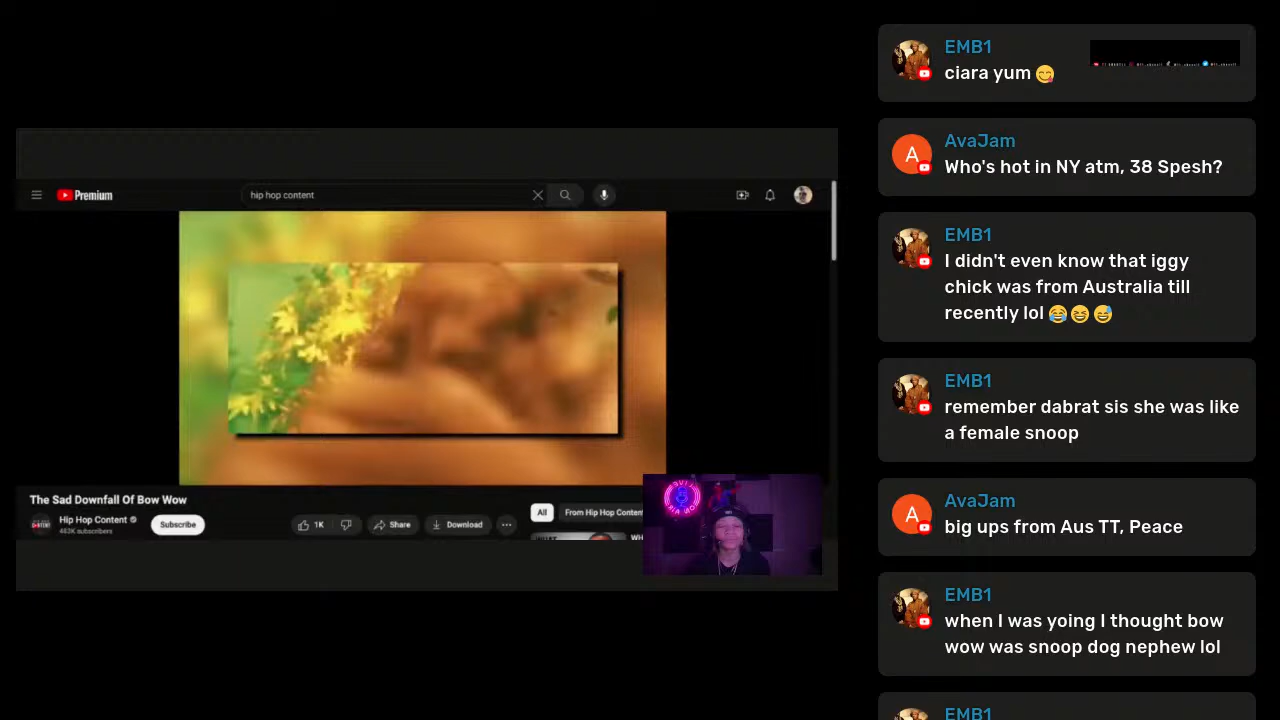 Premium
hip hop content
The Sad Downfall Of Bow Wow
Hip Hop Content
subscribers
Subscribe
1K
Share
Download
All
From Hip Hop Content
EMB1
ciara yum 😋
A
AvaJam
Who's hot in NY atm, 38 Spesh?
EMB1
I didn't even know that iggy
chick was from Australia till
recently lol 😂😆😅
EMB1
remember dabrat sis she was like
a female snoop
A
AvaJam
big ups from Aus TT, Peace
EMB1
when I was yoing I thought bow
wow was snoop dog nephew lol
EMB1